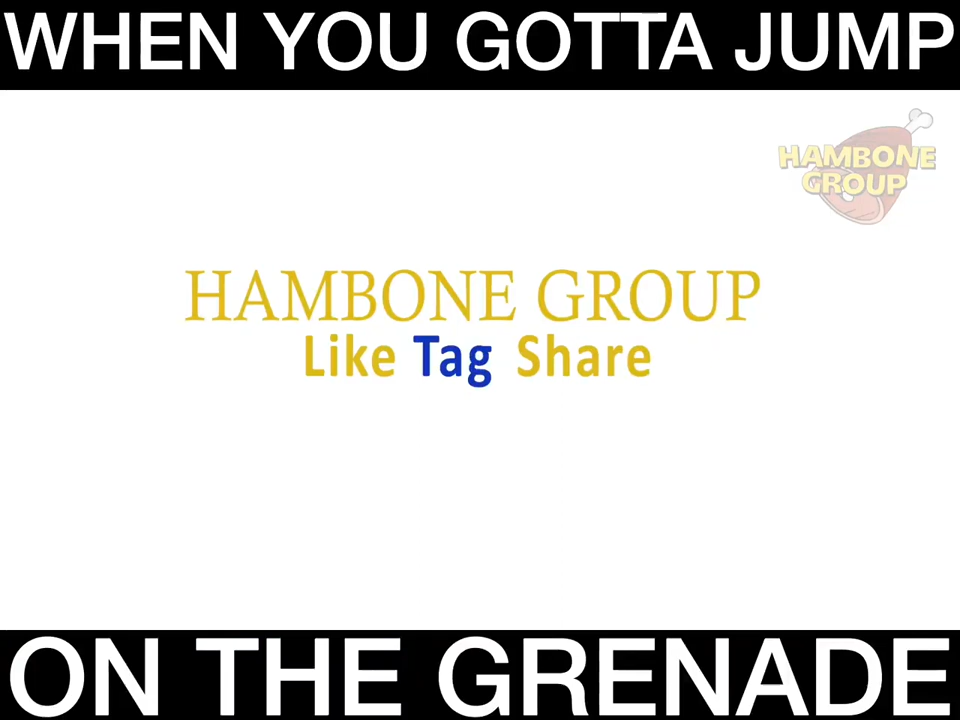 WHEN YOU GOTTA JUMP
HAMBONE
GROUP
HAMBONE GROUP
Like Tag Share
ON THE GRENADE